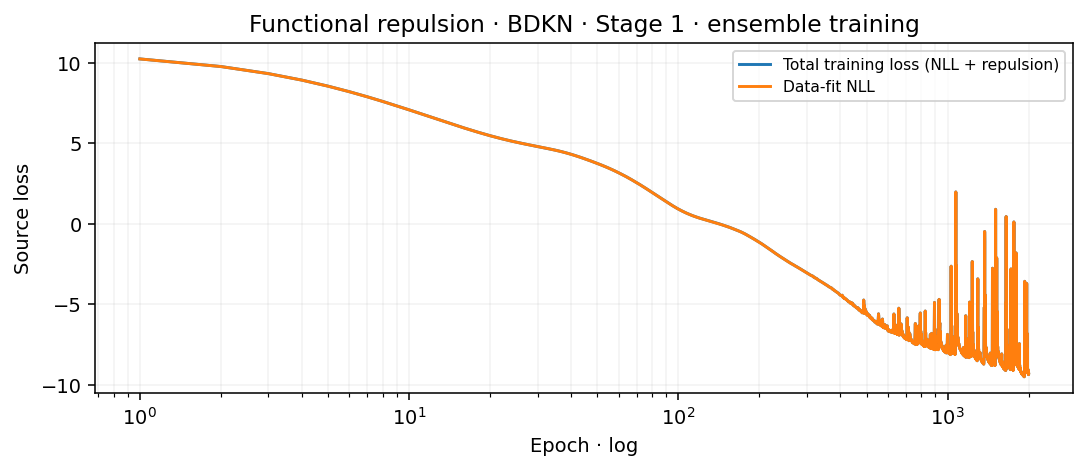 Functional repulsion · BDKN · Stage 1 · ensemble training
Total training loss (NLL + repulsion)
Data-fit NLL
Source loss
10
5
0
−5
−10
10⁰
10¹
10²
10³
Epoch · log